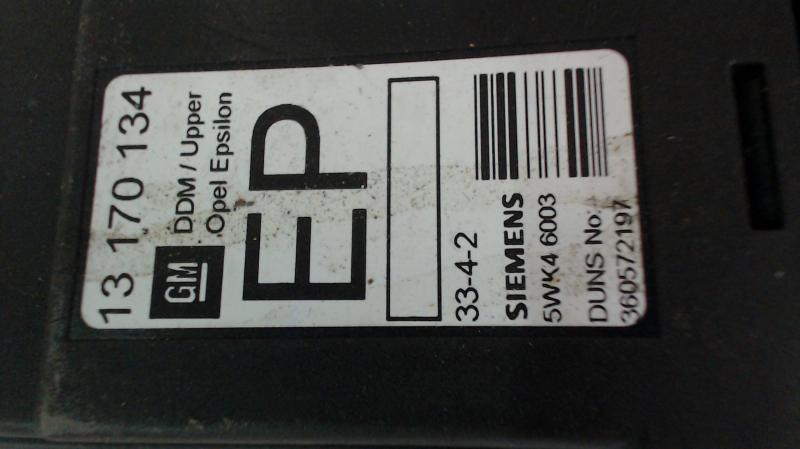 13 170 134
GM
DDM / Upper
Opel Epsilon
EP
33-4-2
SIEMENS
5WK4 6003
DUNS No:
360572197